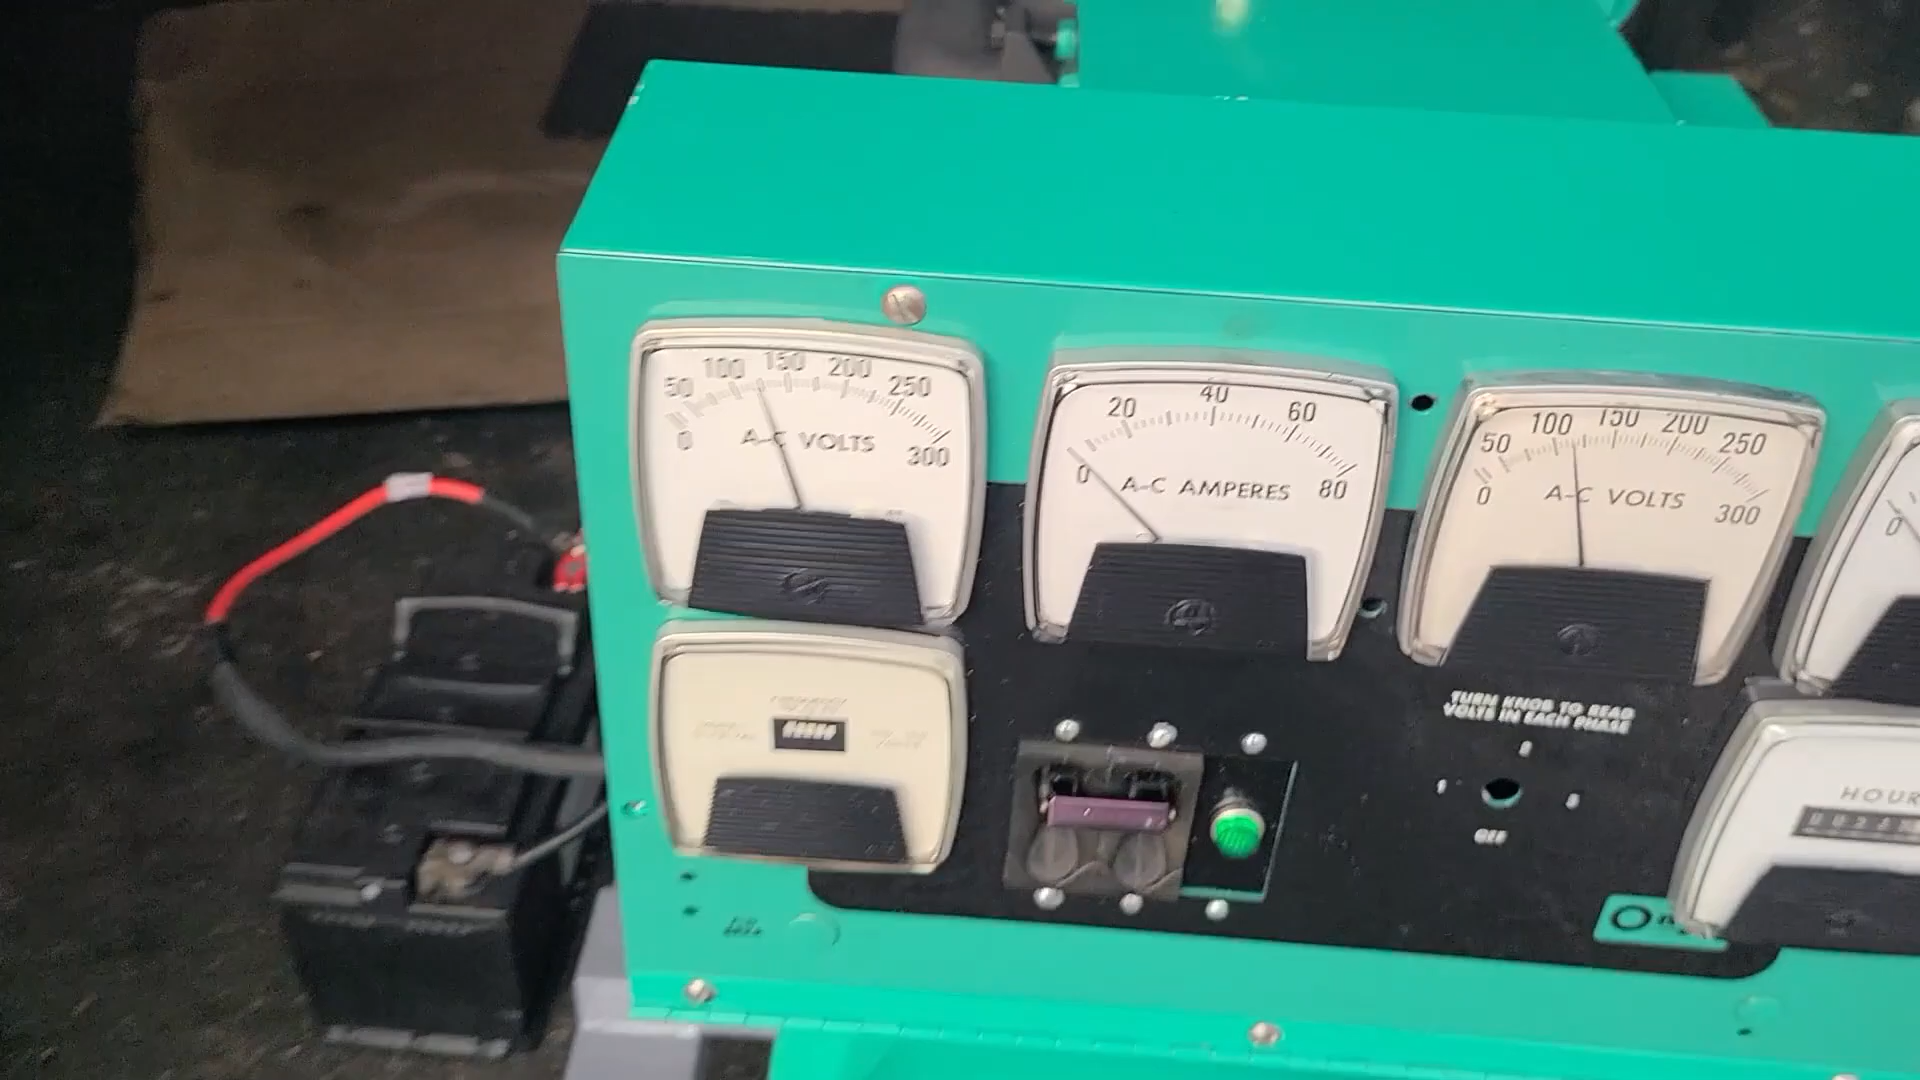 50 100 150 200 250
0 300
A-C VOLTS
20 40 60
0 80
A-C AMPERES
50 100 150 200 250
0 300
A-C VOLTS
0
TURN KNOB TO READ
VOLTS IN EACH PHASE
1 2 3
OFF
HOUR